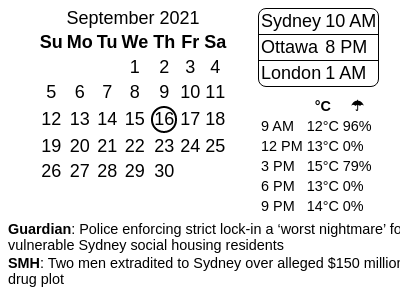 September 2021
Su Mo Tu We Th Fr Sa
1 2 3 4
5 6 7 8 9 10 11
12 13 14 15 16 17 18
19 20 21 22 23 24 25
26 27 28 29 30
Sydney 10 AM
Ottawa 8 PM
London 1 AM
°C ☂
9 AM 12°C 96%
12 PM 13°C 0%
3 PM 15°C 79%
6 PM 13°C 0%
9 PM 14°C 0%
Guardian: Police enforcing strict lock-in a ‘worst nightmare’ fo
vulnerable Sydney social housing residents
SMH: Two men extradited to Sydney over alleged $150 million
drug plot